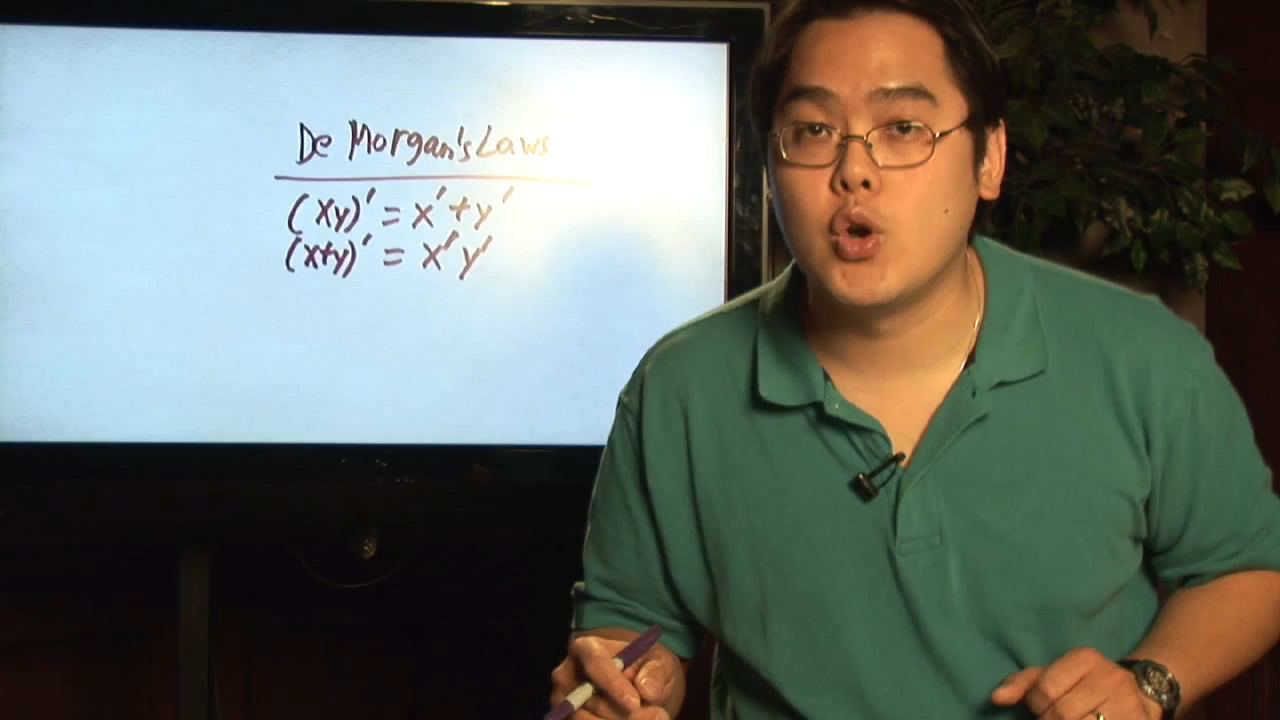 De Morgan's Laws
(xy)' = x' + y'
(x+y)' = x' y'